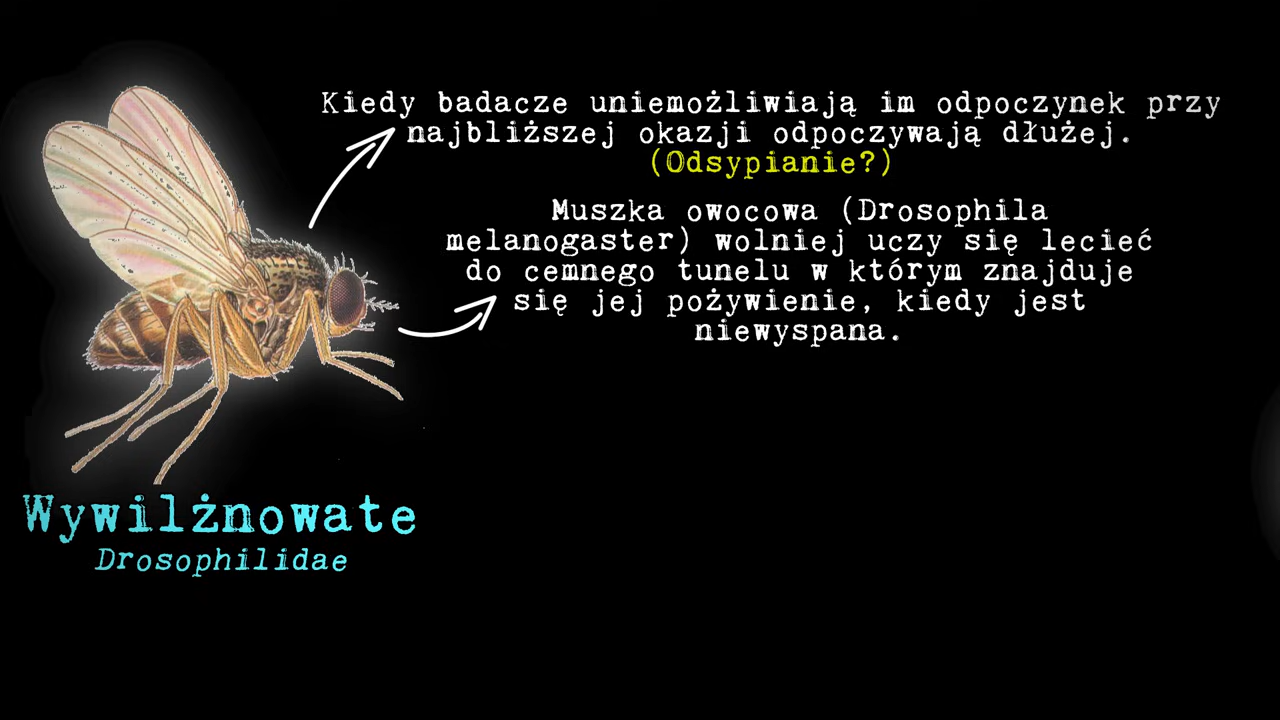 Kiedy badacze uniemożliwiają im odpoczynek przy
najbliższej okazji odpoczywają dłużej.
(Odsypianie?)
Muszka owocowa (Drosophila
melanogaster) wolniej uczy się lecieć
do cemnego tunelu w którym znajduje
się jej pożywienie, kiedy jest
niewyspana.
Wywilżnowate
Drosophilidae